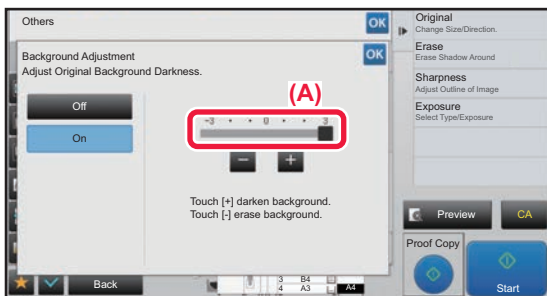 Others
OK
Background Adjustment
Adjust Original Background Darkness.
OK
Off
On
(A)
-3 • • 0 • • 3
Touch [+] darken background.
Touch [-] erase background.
Original
Change Size/Direction.
Erase
Erase Shadow Around
Sharpness
Adjust Outline of Image
Exposure
Select Type/Exposure
Preview
CA
Proof Copy
Start
Back
3 B4
4 A3
A4